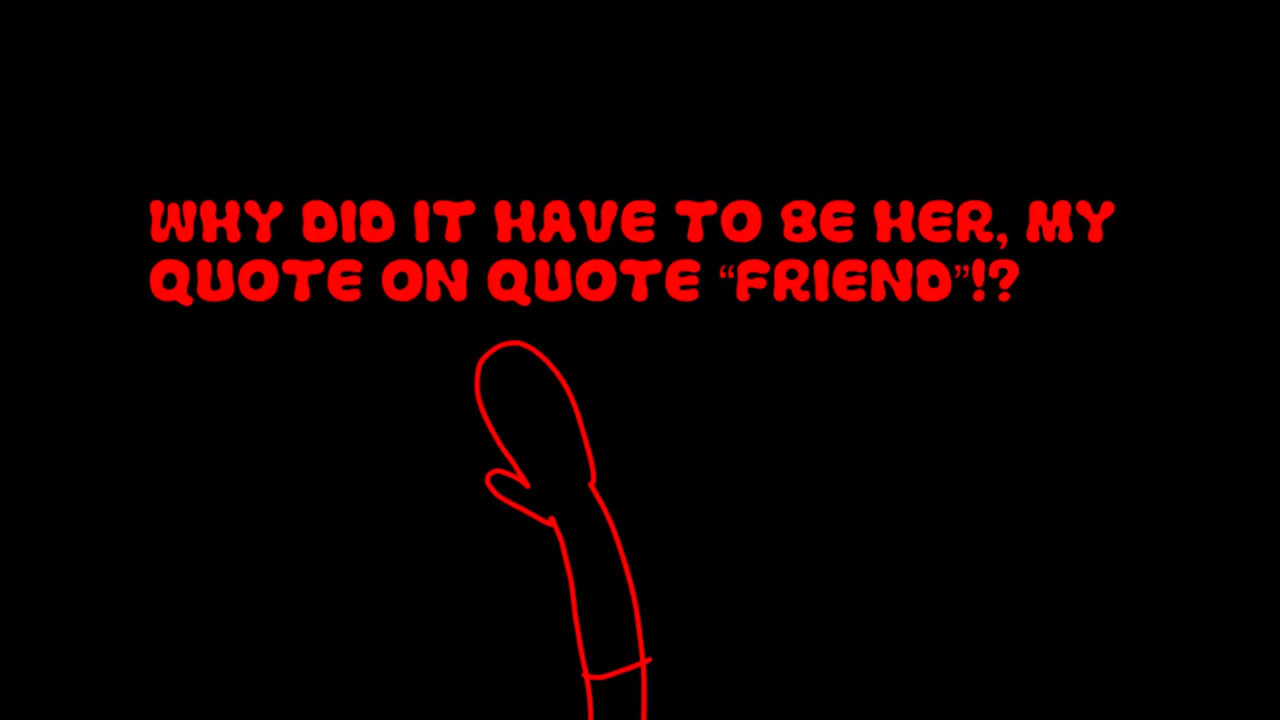 WHY DID IT HAVE TO BE HER, MY
QUOTE ON QUOTE “FRIEND”!?